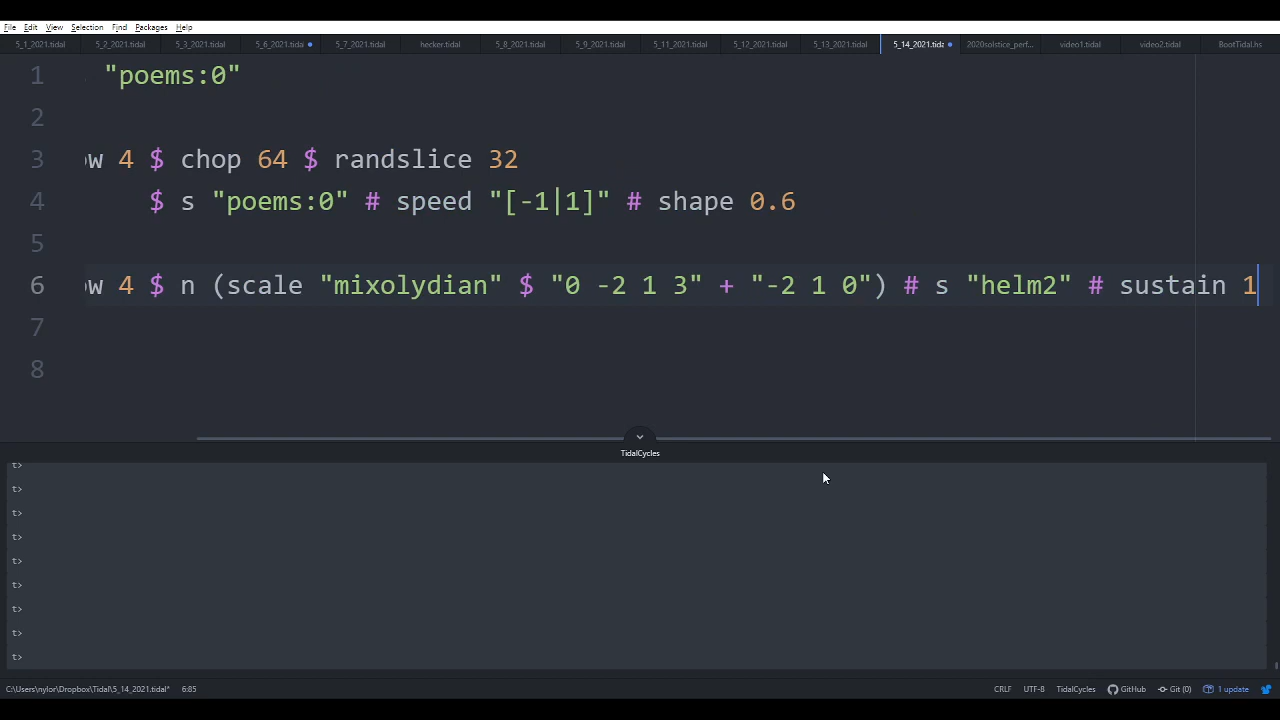 File Edit View Selection Find Packages Help
5_1_2021.tidal 5_2_2021.tidal 5_3_2021.tidal 5_6_2021.tidal 5_7_2021.tidal hecker.tidal 5_8_2021.tidal 5_9_2021.tidal 5_11_2021.tidal 5_12_2021.tidal 5_13_2021.tidal 5_14_2021.tidal 2020solstice_perf... video1.tidal video2.tidal BootTidal.hs
1 "poems:0"
2
3 ow 4 $ chop 64 $ randslice 32
4 $ s "poems:0" # speed "[-1|1]" # shape 0.6
5
6 ow 4 $ n (scale "mixolydian" $ "0 -2 1 3" + "-2 1 0") # s "helm2" # sustain 1
7
8
TidalCycles
t>
t>
t>
t>
t>
t>
t>
t>
t>
C:\Users\nylor\Dropbox\Tidal\5_14_2021.tidal* 6:85 CRLF UTF-8 TidalCycles GitHub Git (0) 1 update